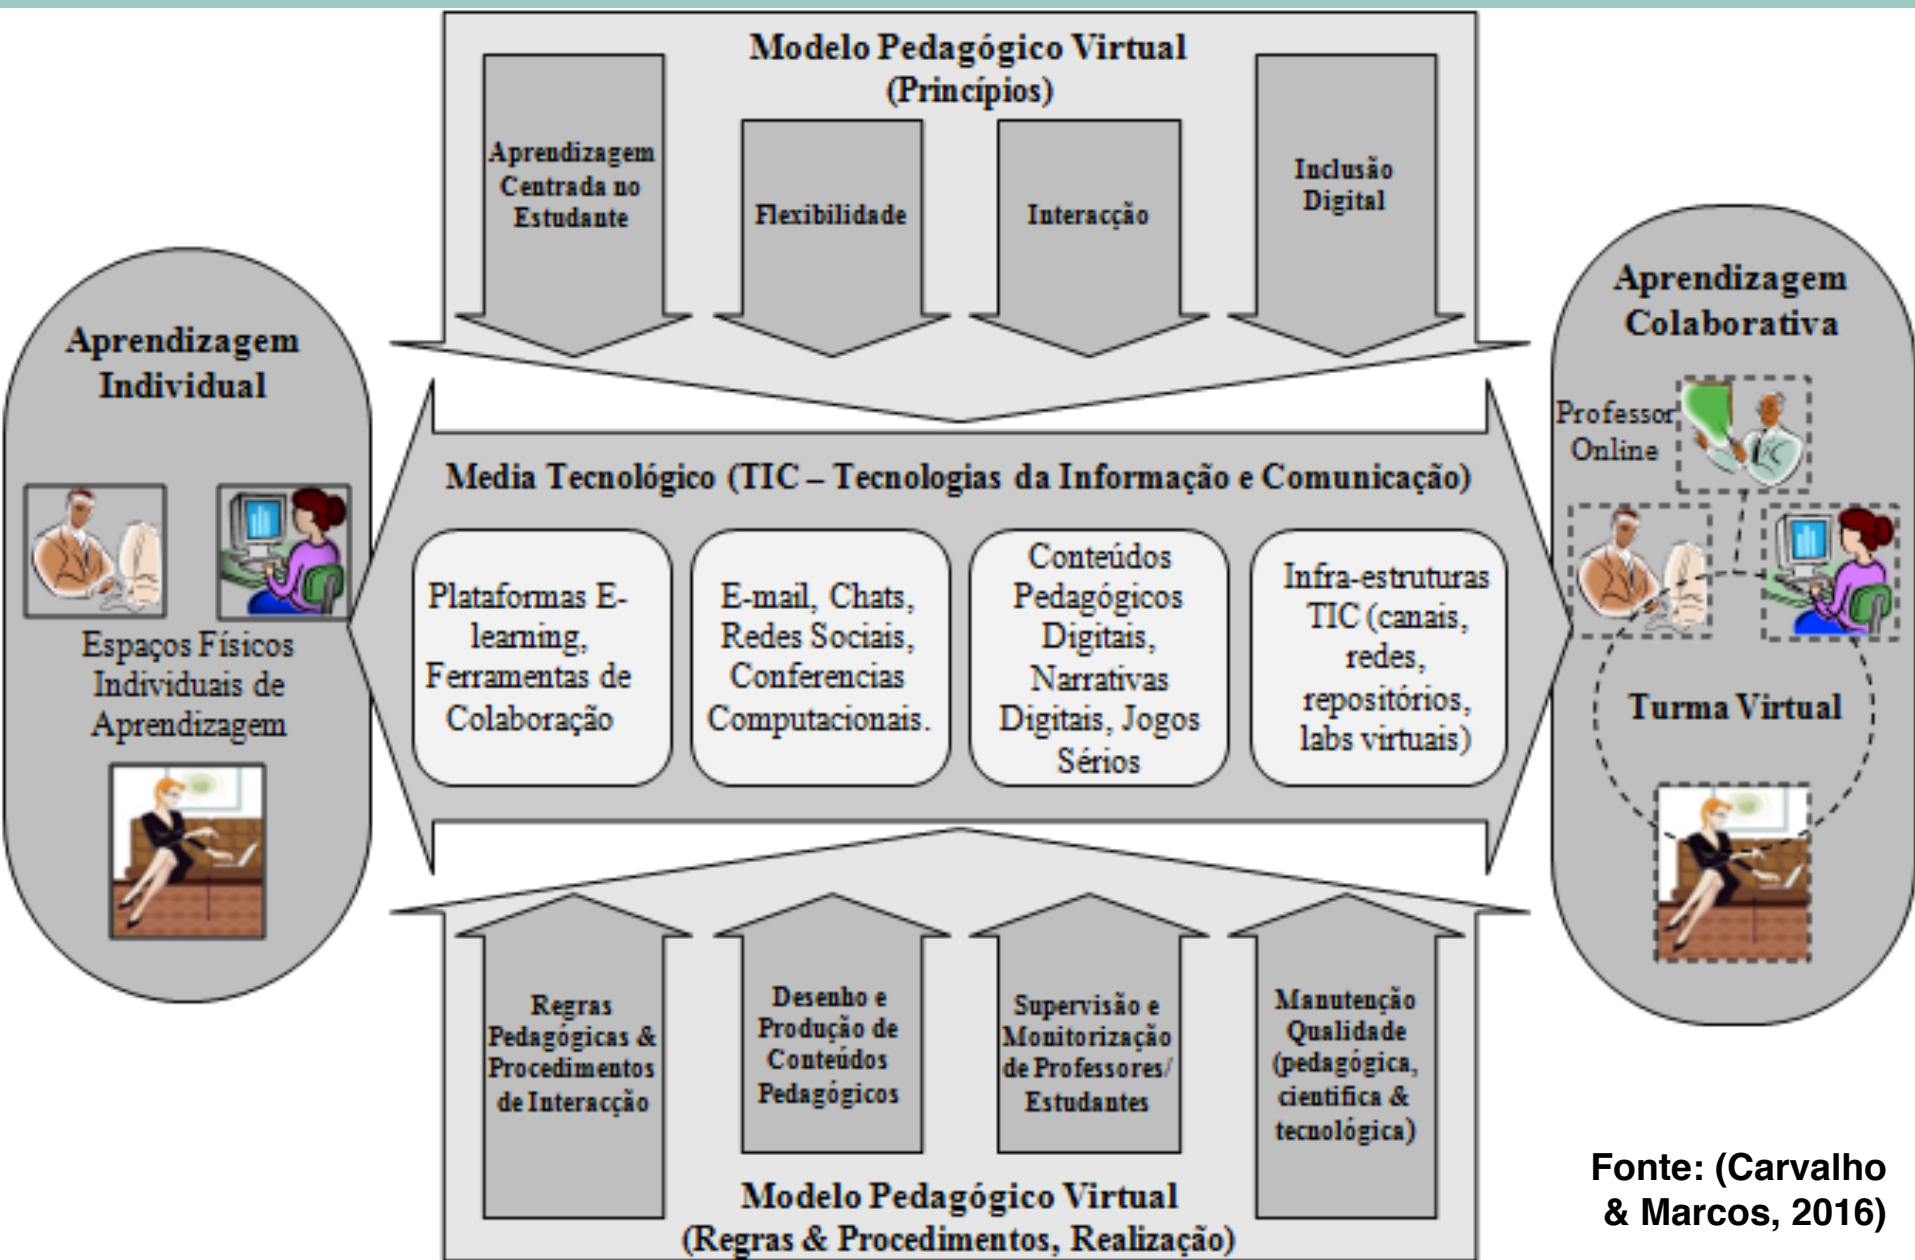 Modelo Pedagógico Virtual
(Princípios)
Aprendizagem
Centrada no
Estudante
Flexibilidade
Interacção
Inclusão
Digital
Aprendizagem
Individual
Espaços Físicos
Individuais de
Aprendizagem
Media Tecnológico (TIC – Tecnologias da Informação e Comunicação)
Plataformas E-
learning,
Ferramentas de
Colaboração
E-mail, Chats,
Redes Sociais,
Conferencias
Computacionais.
Conteúdos
Pedagógicos
Digitais,
Narrativas
Digitais, Jogos
Sérios
Infra-estruturas
TIC (canais,
redes,
repositórios,
labs virtuais)
Aprendizagem
Colaborativa
Professor
Online
Turma Virtual
Regras
Pedagógicas &
Procedimentos
de Interacção
Desenho e
Produção de
Conteúdos
Pedagógicos
Supervisão e
Monitorização
de Professores/
Estudantes
Manutenção
Qualidade
(pedagógica,
cientifica &
tecnológica)
Modelo Pedagógico Virtual
(Regras & Procedimentos, Realização)
Fonte: (Carvalho
& Marcos, 2016)